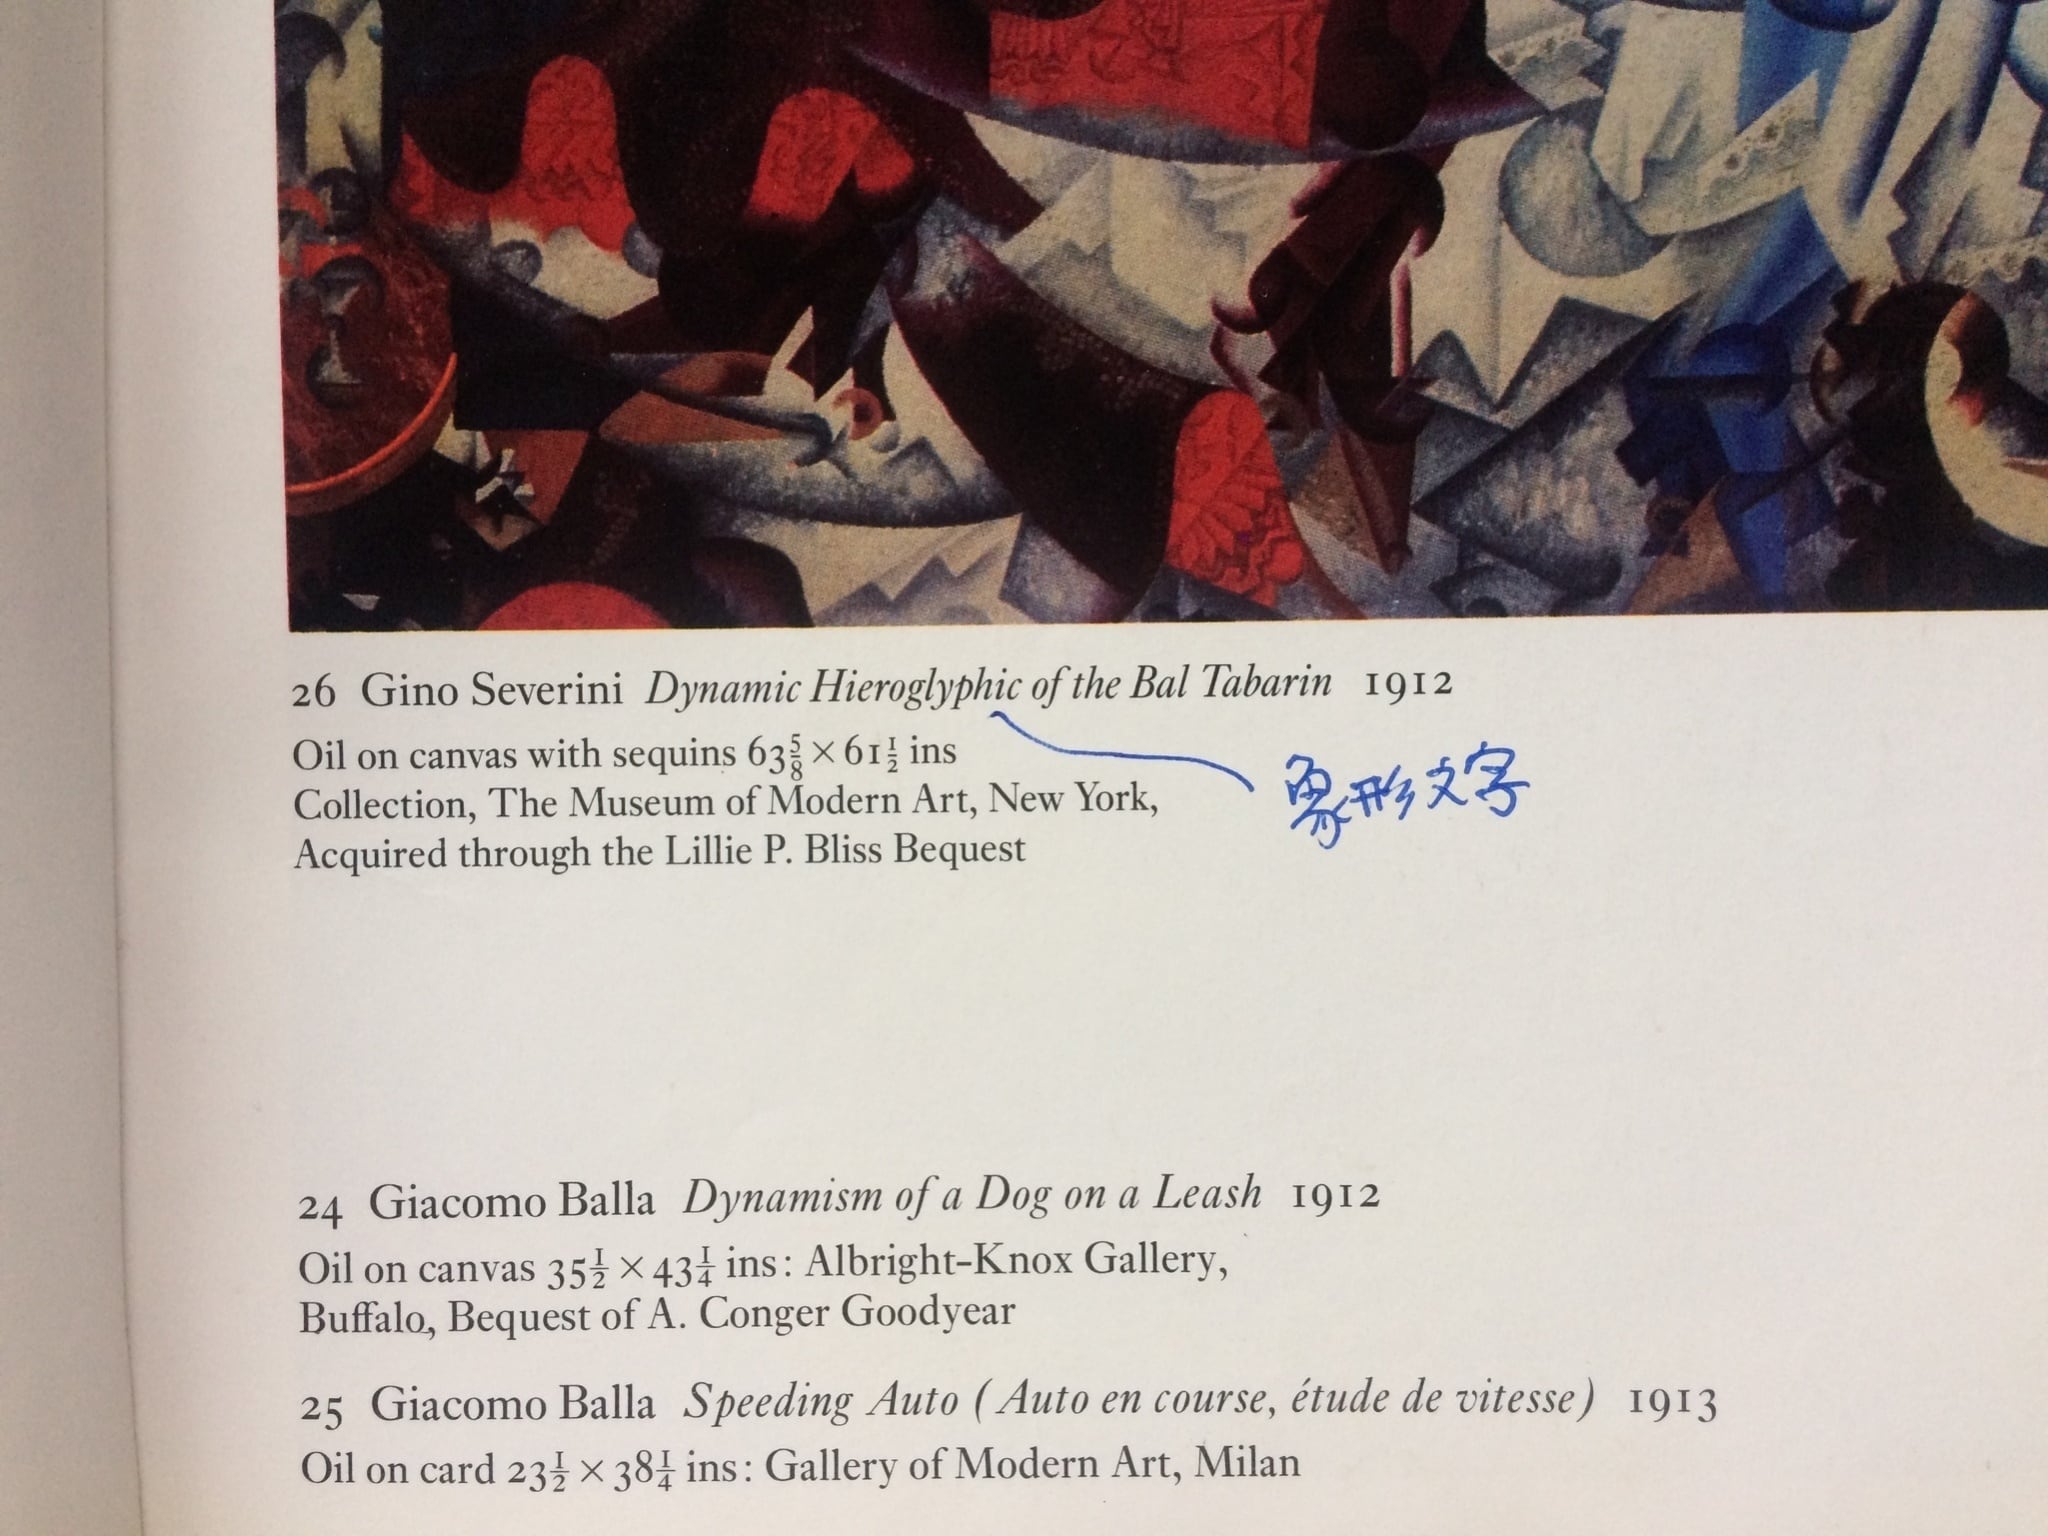 26 Gino Severini Dynamic Hieroglyphic of the Bal Tabarin 1912
Oil on canvas with sequins 63⅝ × 61½ ins
Collection, The Museum of Modern Art, New York,
Acquired through the Lillie P. Bliss Bequest
象形文字
24 Giacomo Balla Dynamism of a Dog on a Leash 1912
Oil on canvas 35½ × 43¼ ins: Albright-Knox Gallery,
Buffalo, Bequest of A. Conger Goodyear
25 Giacomo Balla Speeding Auto (Auto en course, étude de vitesse) 1913
Oil on card 23½ × 38¼ ins: Gallery of Modern Art, Milan